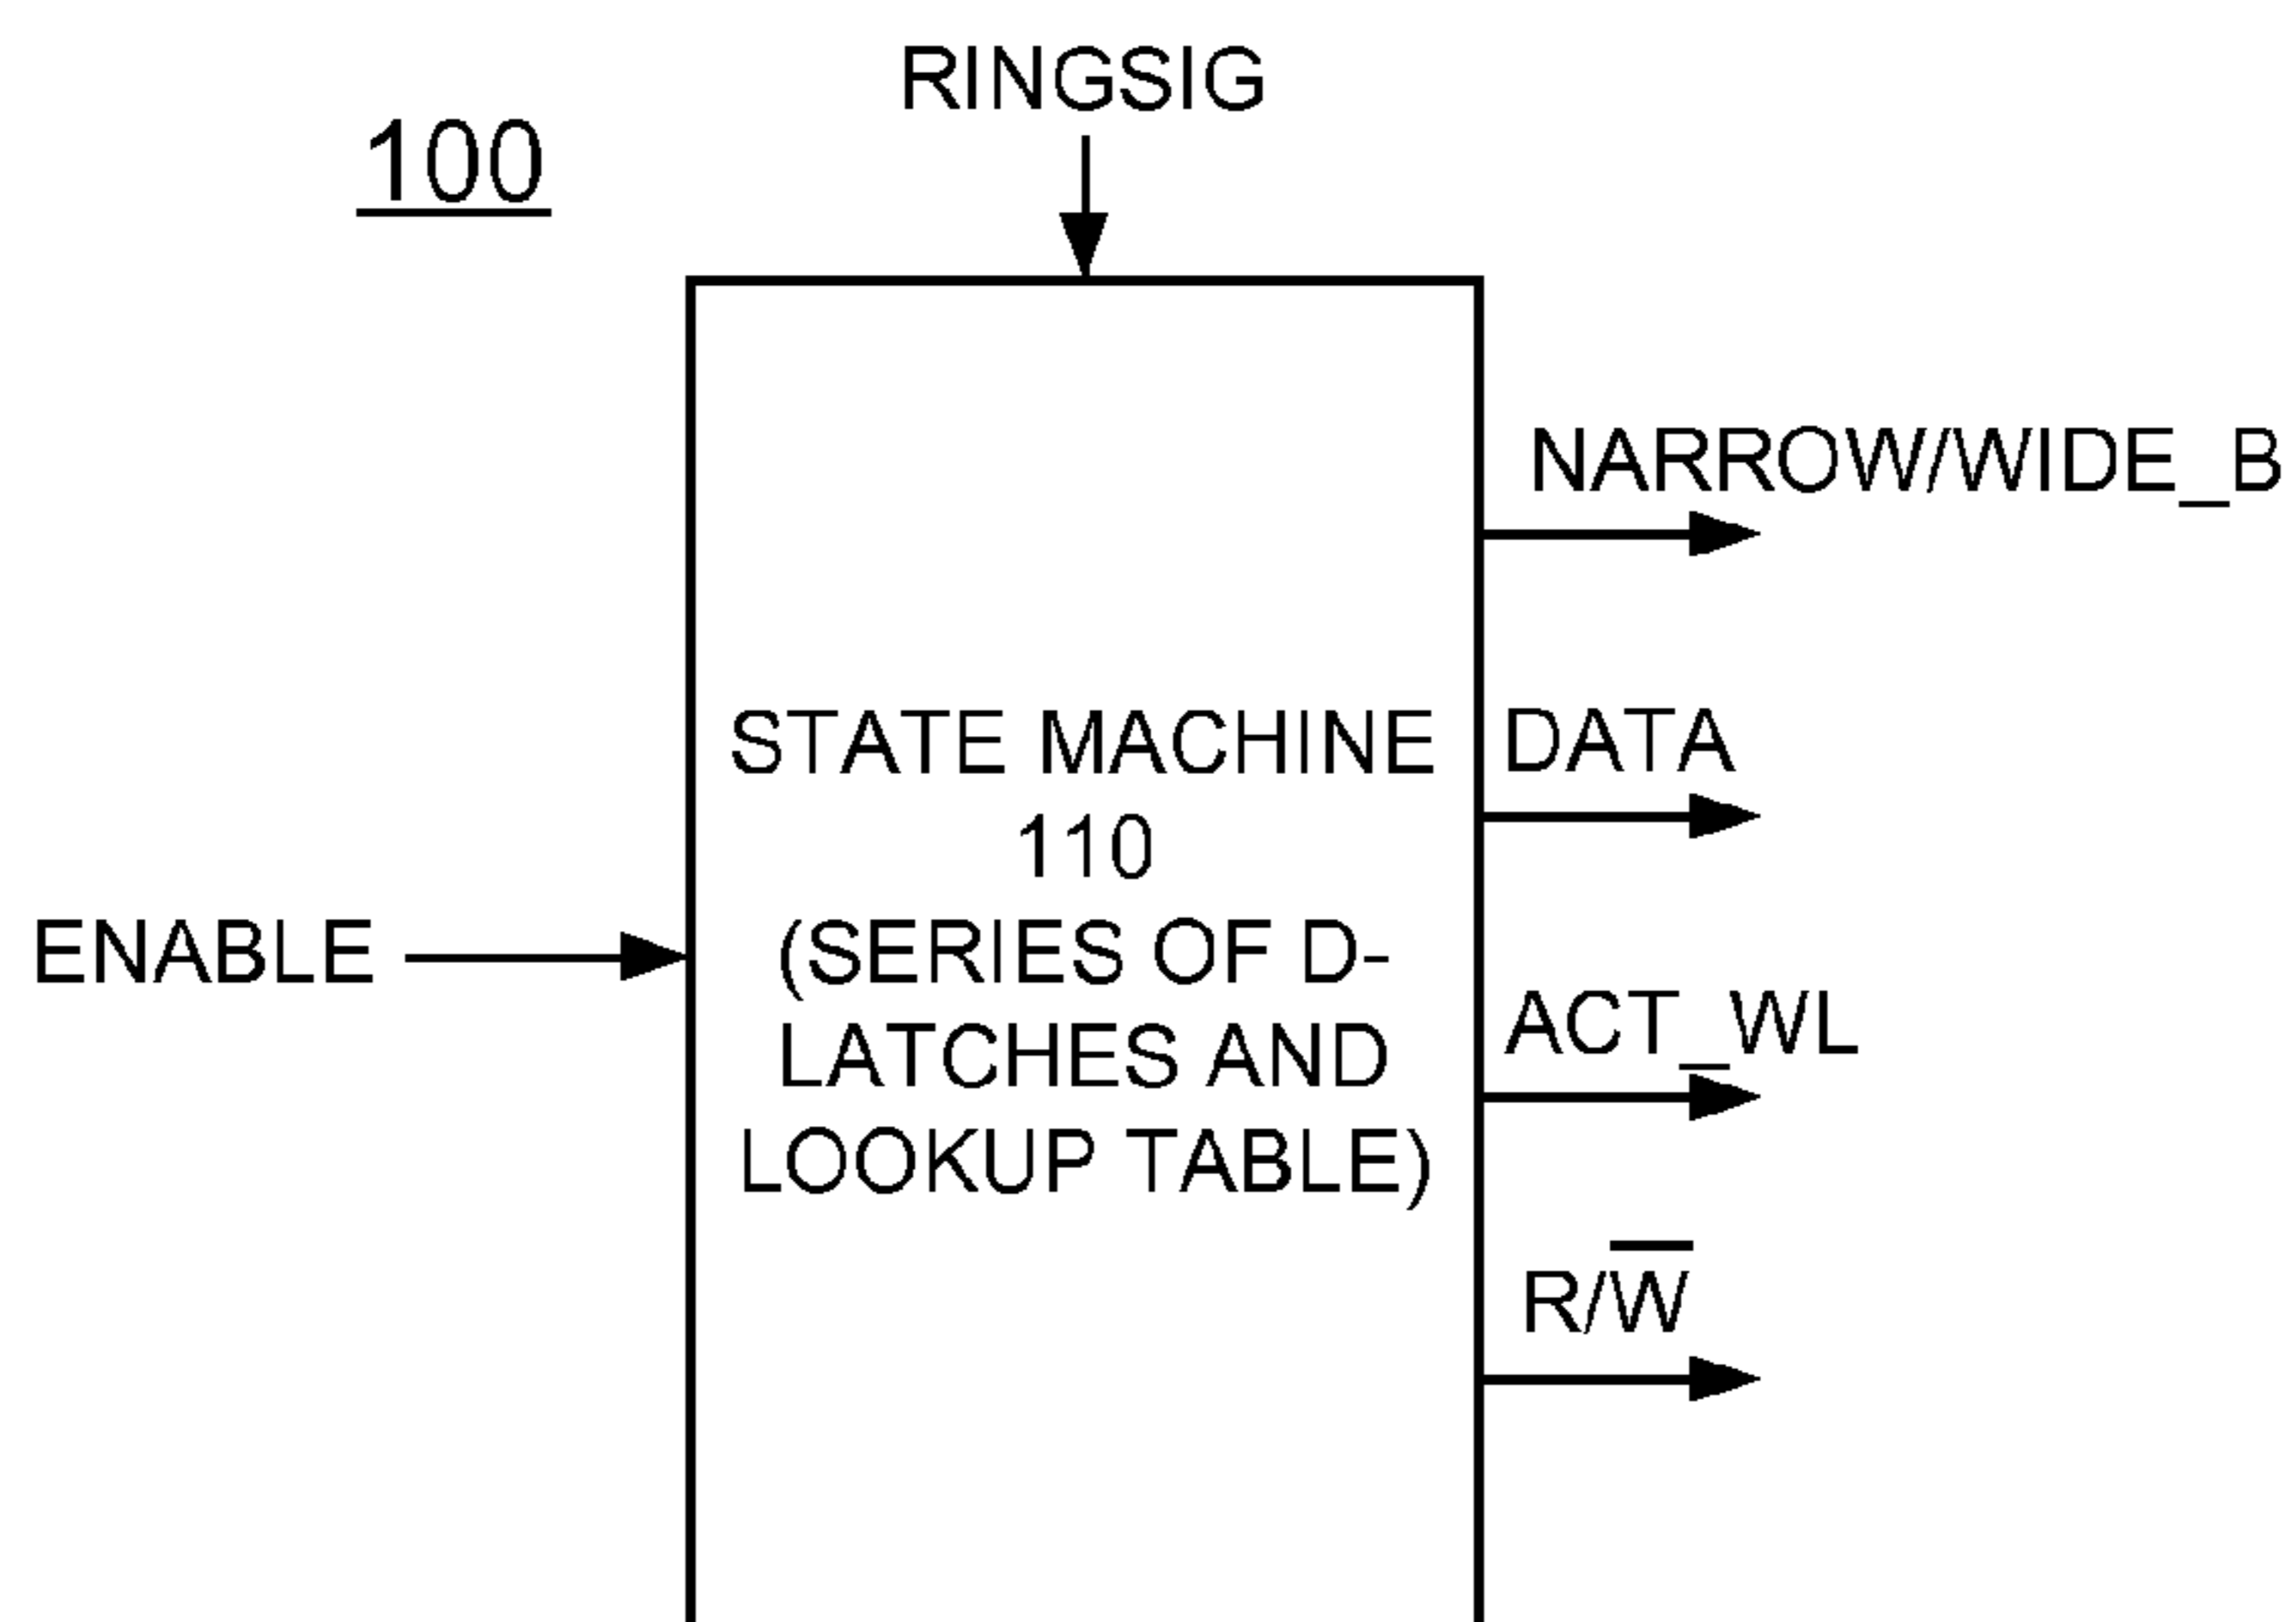 RINGSIG
100
NARROW/WIDE_B
STATE MACHINE
110
(SERIES OF D-
LATCHES AND
LOOKUP TABLE)
DATA
ENABLE
ACT_WL
R/W̅